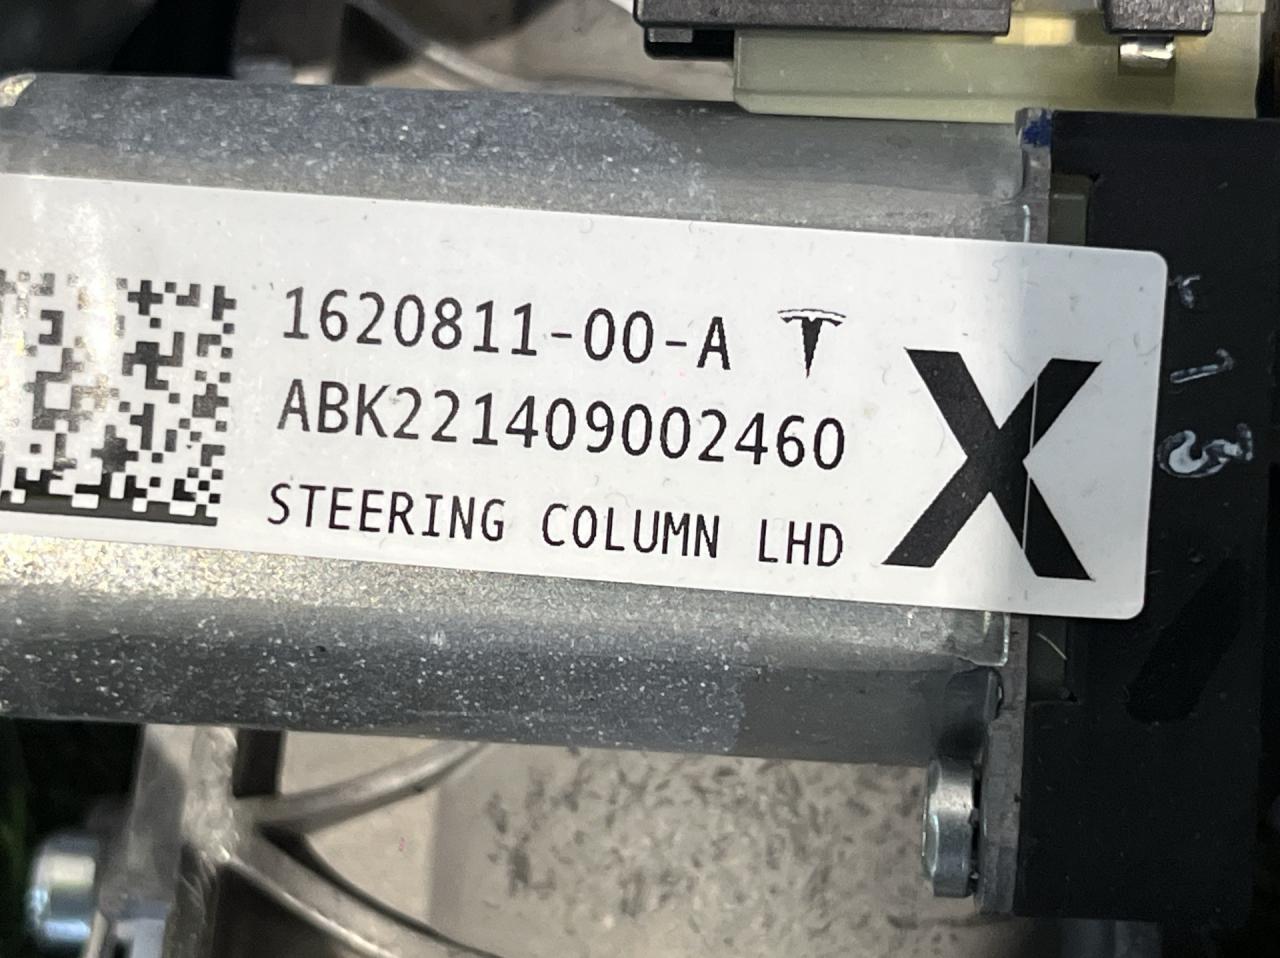 1620811-00-A
ABK221409002460
STEERING COLUMN LHD
X